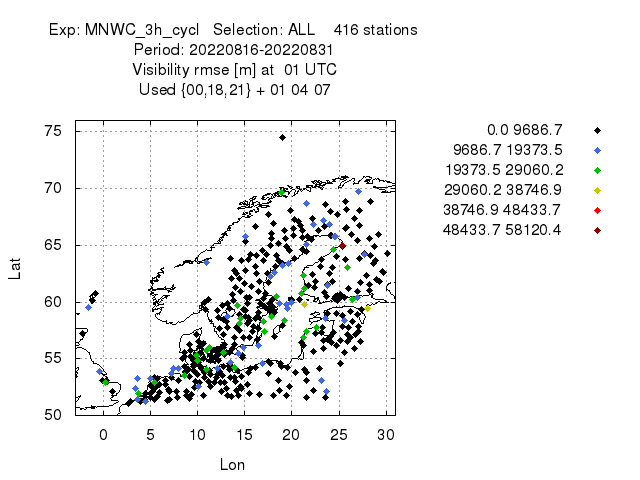 Exp: MNWC_3h_cycl Selection: ALL 416 stations
Period: 20220816-20220831
Visibility rmse [m] at 01 UTC
Used {00,18,21} + 01 04 07
0.0 9686.7
9686.7 19373.5
19373.5 29060.2
29060.2 38746.9
38746.9 48433.7
48433.7 58120.4
75
70
65
60
55
50
Lat
0 5 10 15 20 25 30
Lon